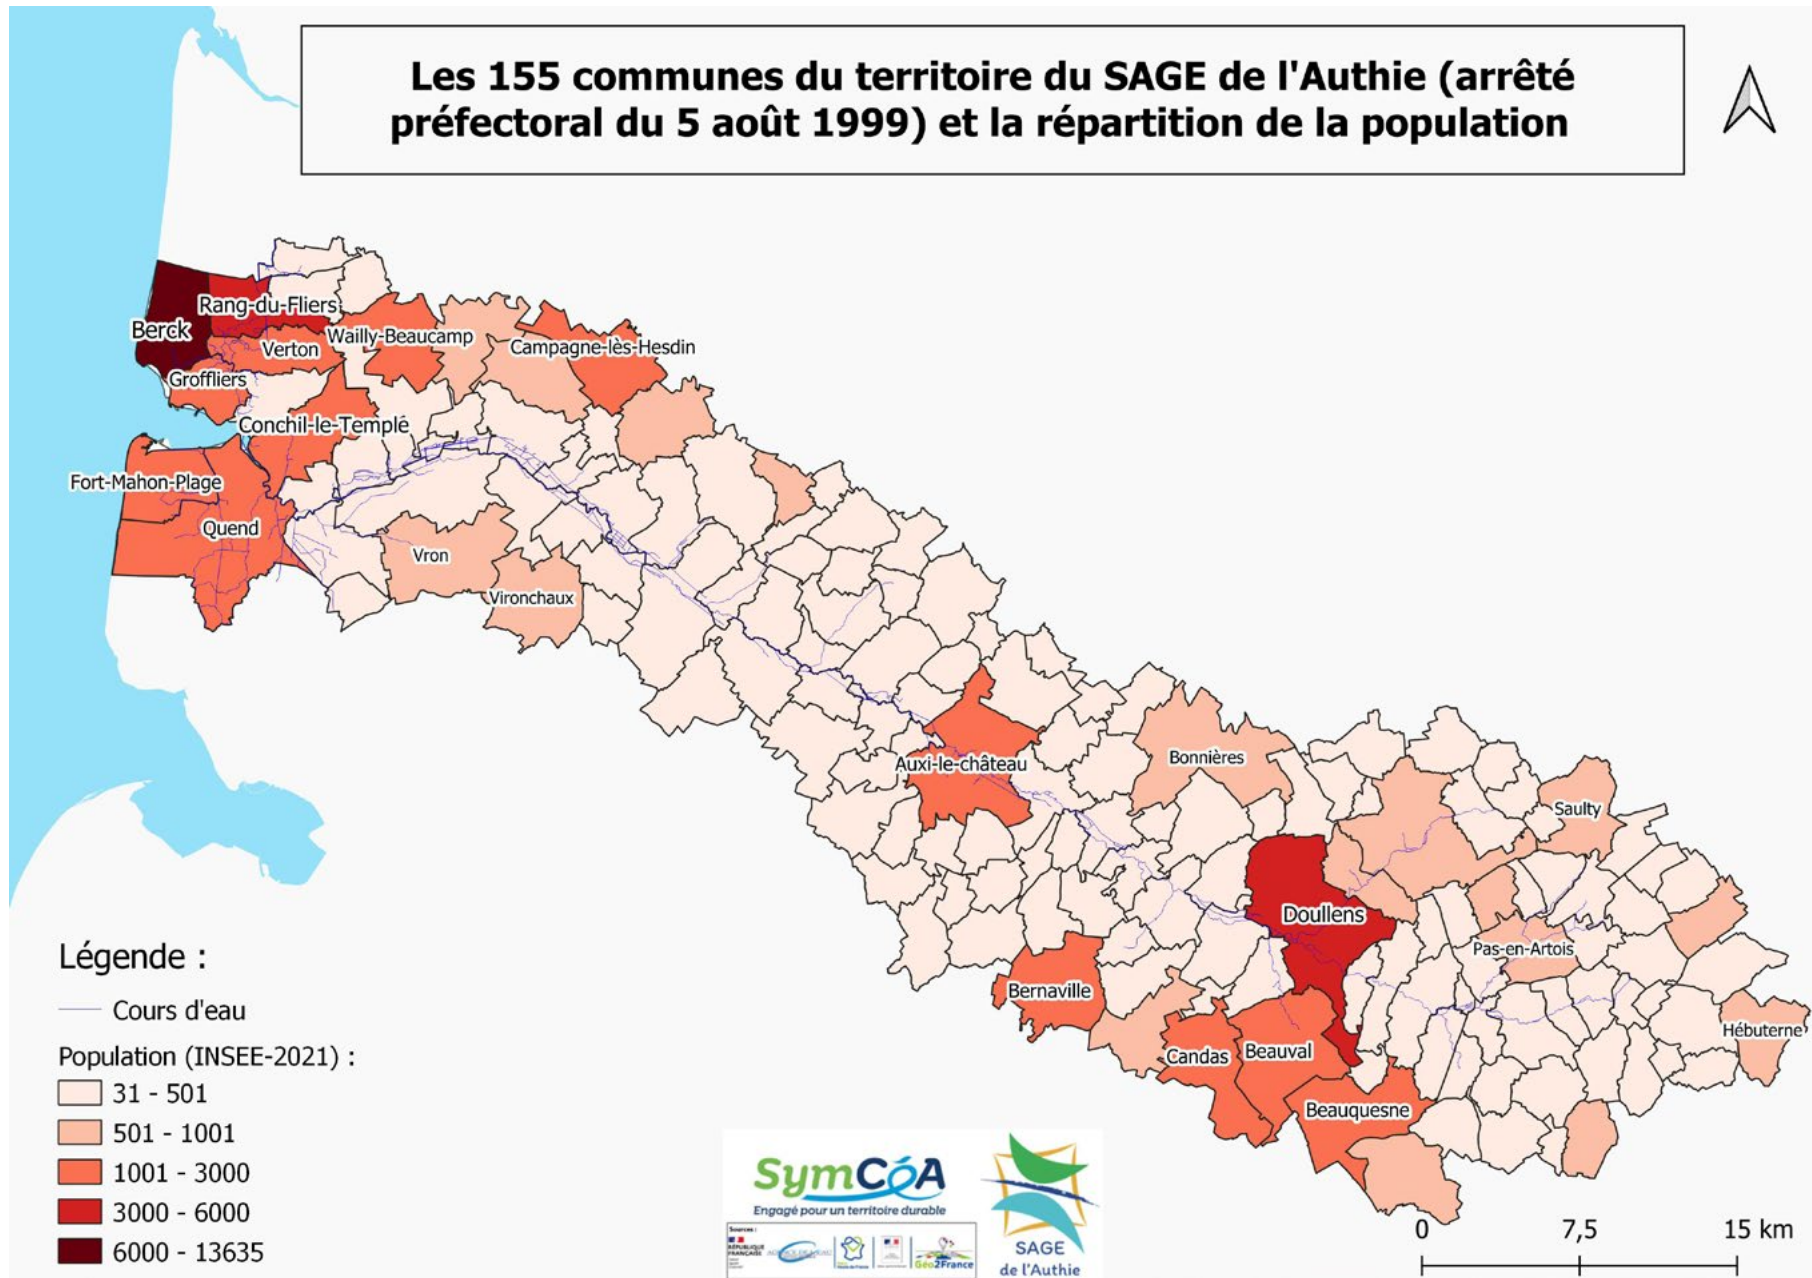 Les 155 communes du territoire du SAGE de l'Authie (arrêté
préfectoral du 5 août 1999) et la répartition de la population
Rang-du-Fliers
Berck
Wailly-Beaucamp
Verton
Campagne-lès-Hesdin
Groffliers
Conchil-le-Temple
Fort-Mahon-Plage
Quend
Vron
Vironchaux
Auxi-le-château
Bonnières
Saulty
Doullens
Pas-en-Artois
Bernaville
Hébuterne
Candas
Beauval
Beauquesne
Légende :
Cours d'eau
Population (INSEE-2021) :
31 - 501
501 - 1001
1001 - 3000
3000 - 6000
6000 - 13635
SymCéA
Engagé pour un territoire durable
Sources :
RÉPUBLIQUE
FRANÇAISE
Géo2France
SAGE
de l'Authie
0 7,5 15 km